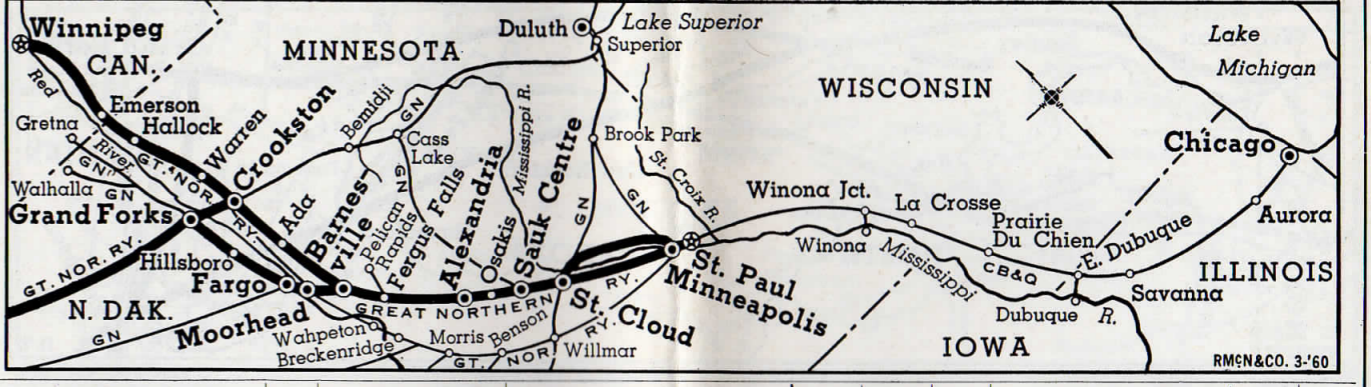 Winnipeg
CAN.
Red
River
Emerson
Gretna
Hallock
GT. NOR.
Warren
Crookston
GN
GN
Walhalla
Grand Forks
RY.
Ada
GT. NOR. RY.
Hillsboro
Fargo
N. DAK.
GN
Moorhead
Barnes-
ville
MINNESOTA
Bemidji
GN
Cass
Lake
GN
Pelican
Rapids
Fergus Falls
Alexandria
Osakis
Mississippi R.
Sauk Centre
GREAT NORTHERN
RY.
Wahpeton
Breckenridge
Morris
Benson
GT. NOR.
RY.
Willmar
St. Cloud
Duluth
Lake Superior
Superior
Brook Park
GN
GN
St. Croix R.
St. Paul
Minneapolis
WISCONSIN
Winona Jct.
Winona
La Crosse
Prairie
Du Chien
CB&Q
Mississippi
R.
E. Dubuque
Dubuque
Savanna
IOWA
ILLINOIS
Aurora
Chicago
Lake
Michigan
RMCN&CO. 3-'60